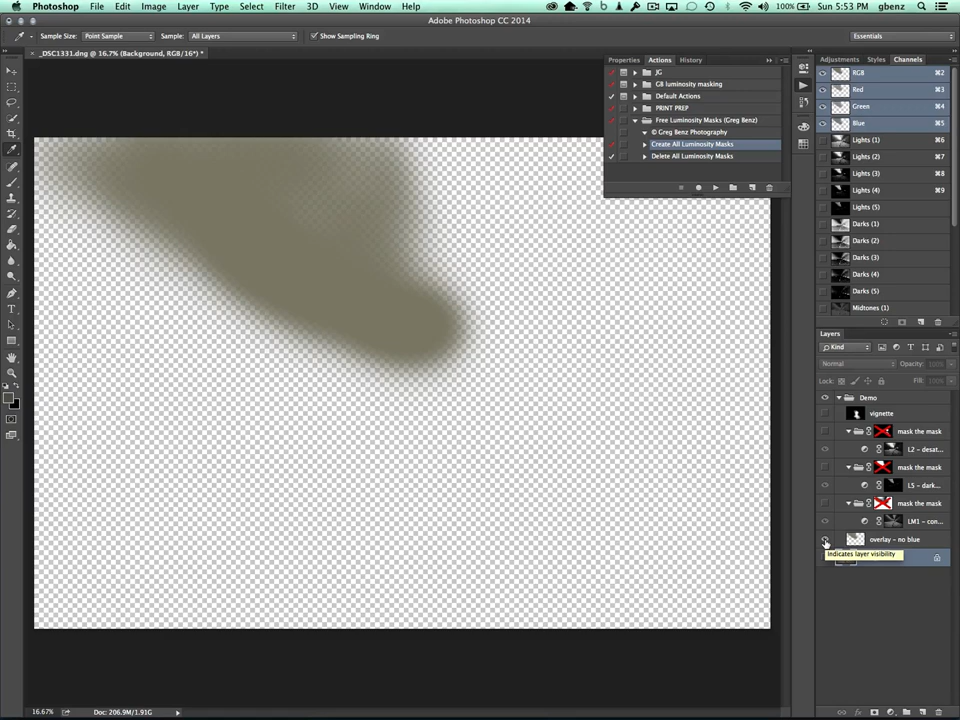 Photoshop File Edit Image Layer Type Select Filter 3D View Window Help 100% Sun 5:53 PM gbenz
Adobe Photoshop CC 2014
Sample Size: Point Sample Sample: All Layers Show Sampling Ring Essentials
_DSC1331.dng @ 16.7% (Background, RGB/16*) *
Properties Actions History
JG
GB luminosity masking
Default Actions
PRINT PREP
Free Luminosity Masks (Greg Benz)
© Greg Benz Photography
Create All Luminosity Masks
Delete All Luminosity Masks
Adjustments Styles Channels
RGB ⌘2
Red ⌘3
Green ⌘4
Blue ⌘5
Lights (1) ⌘6
Lights (2) ⌘7
Lights (3) ⌘8
Lights (4) ⌘9
Lights (5)
Darks (1)
Darks (2)
Darks (3)
Darks (4)
Darks (5)
Midtones (1)
Layers
Kind
Normal Opacity:
Lock: Fill:
Demo
vignette
mask the mask
L2 - desat...
mask the mask
L5 - dark...
mask the mask
LM1 - con...
overlay - no blue
Indicates layer visibility
16.67% Doc: 206.9M/1.91G